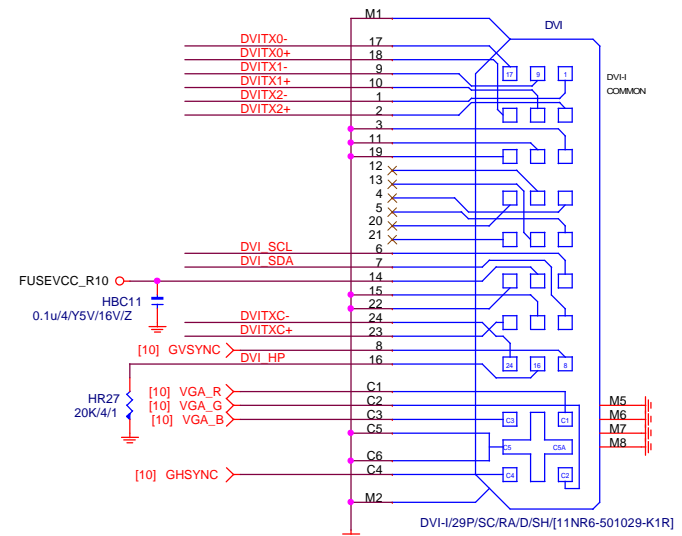 M1
DVI
DVITX0- 17
DVITX0+ 18
DVITX1- 9
DVITX1+ 10
DVITX2- 1
DVITX2+ 2
17 9 1
DVI-I
COMMON
3
11
19
12
13
4
5
20
21
DVI_SCL 6
DVI_SDA 7
FUSEVCC_R10 14
HBC11
0.1u/4/Y5V/16V/Z
15
22
DVITXC- 24
DVITXC+ 23
[10] GVSYNC 8
DVI_HP 16
24 16 8
HR27
20K/4/1
[10] VGA_R C1
[10] VGA_G C2
[10] VGA_B C3
C5
C6
[10] GHSYNC C4
M2
C3 C1
C5 C5A
C4 C2
M5
M6
M7
M8
DVI-I/29P/SC/RA/D/SH/[11NR6-501029-K1R]